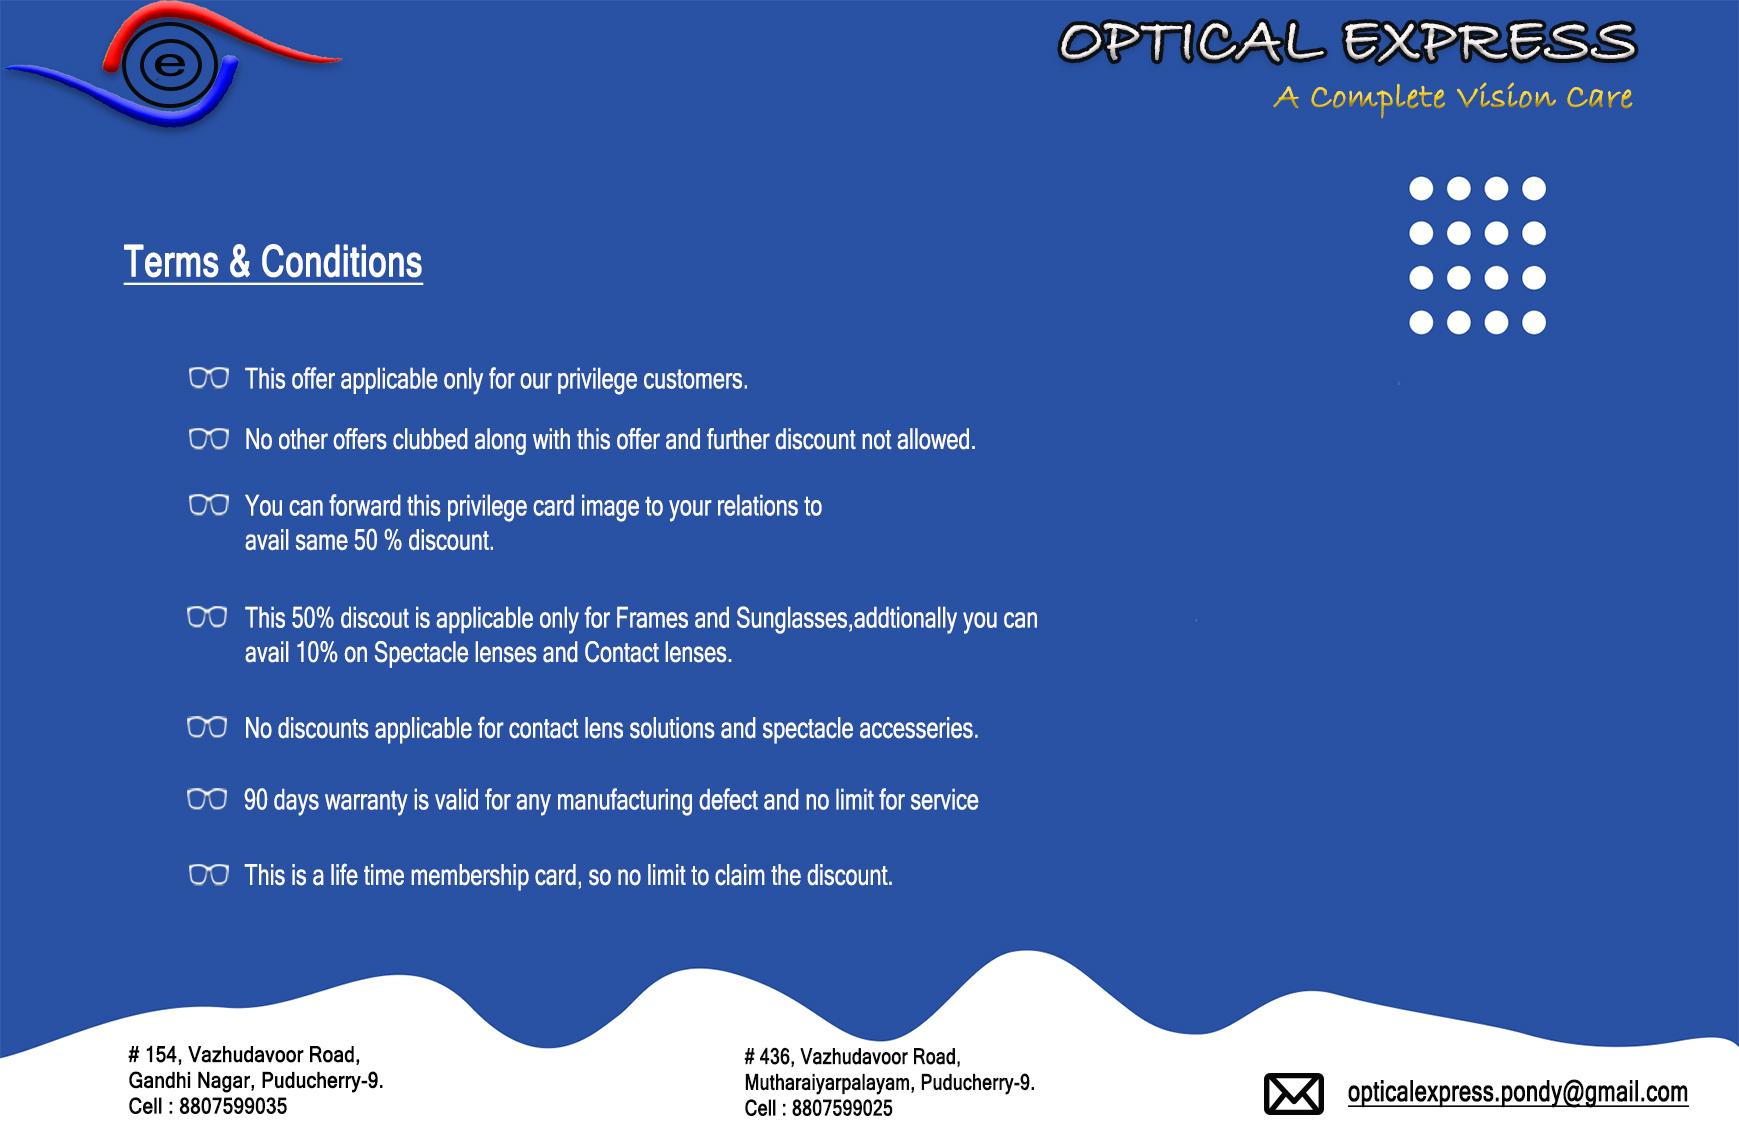 e
OPTICAL EXPRESS
A Complete Vision Care
Terms & Conditions
This offer applicable only for our privilege customers.
No other offers clubbed along with this offer and further discount not allowed.
You can forward this privilege card image to your relations to
avail same 50 % discount.
This 50% discout is applicable only for Frames and Sunglasses,addtionally you can
avail 10% on Spectacle lenses and Contact lenses.
No discounts applicable for contact lens solutions and spectacle accesseries.
90 days warranty is valid for any manufacturing defect and no limit for service
This is a life time membership card, so no limit to claim the discount.
# 154, Vazhudavoor Road,
Gandhi Nagar, Puducherry-9.
Cell : 8807599035
# 436, Vazhudavoor Road,
Mutharaiyarpalayam, Puducherry-9.
Cell : 8807599025
opticalexpress.pondy@gmail.com